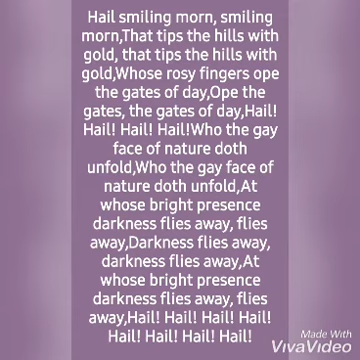 Hail smiling morn, smiling
morn,That tips the hills with
gold, that tips the hills with
gold,Whose rosy fingers ope
the gates of day,Ope the
gates, the gates of day,Hail!
Hail! Hail! Hail!Who the gay
face of nature doth
unfold,Who the gay face of
nature doth unfold,At
whose bright presence
darkness flies away, flies
away,Darkness flies away,
darkness flies away,At
whose bright presence
darkness flies away, flies
away,Hail! Hail! Hail! Hail!
Hail! Hail! Hail! Hail!
Made With
VivaVideo